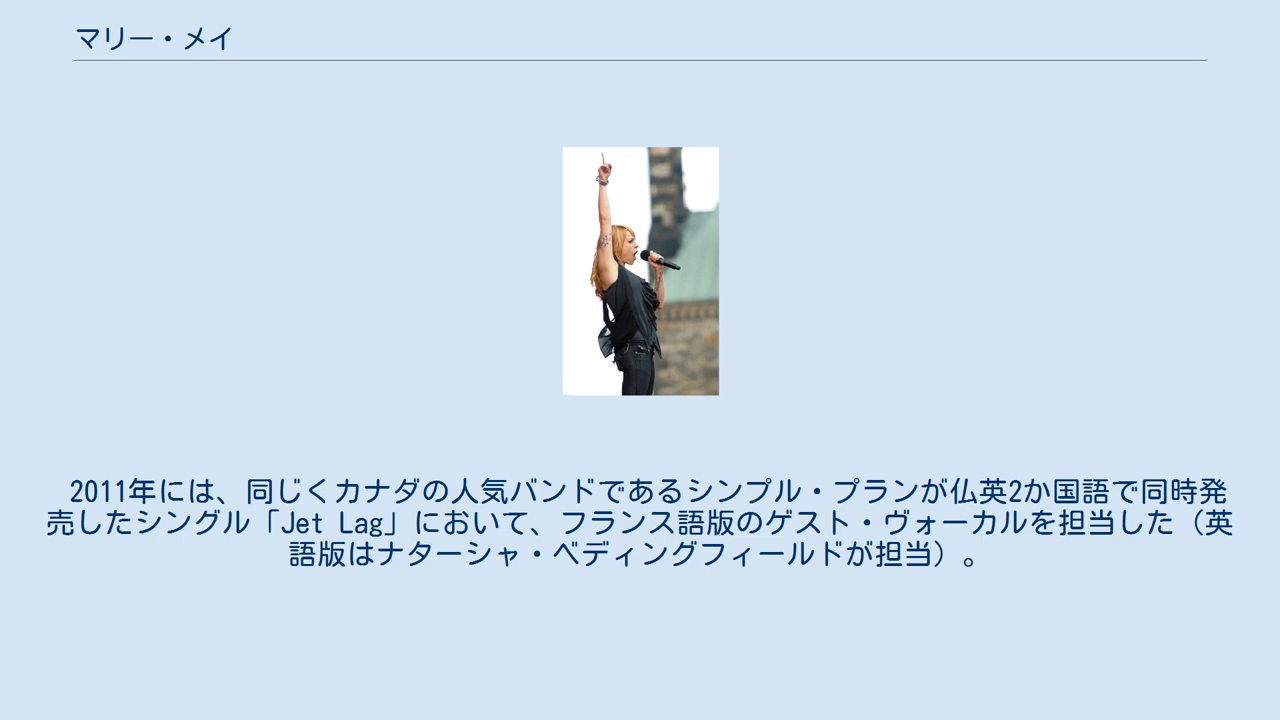 マリー・メイ
2011年には、同じくカナダの人気バンドであるシンプル・プランが仏英2か国語で同時発
売したシングル「Jet Lag」において、フランス語版のゲスト・ヴォーカルを担当した（英
語版はナターシャ・ベディングフィールドが担当）。